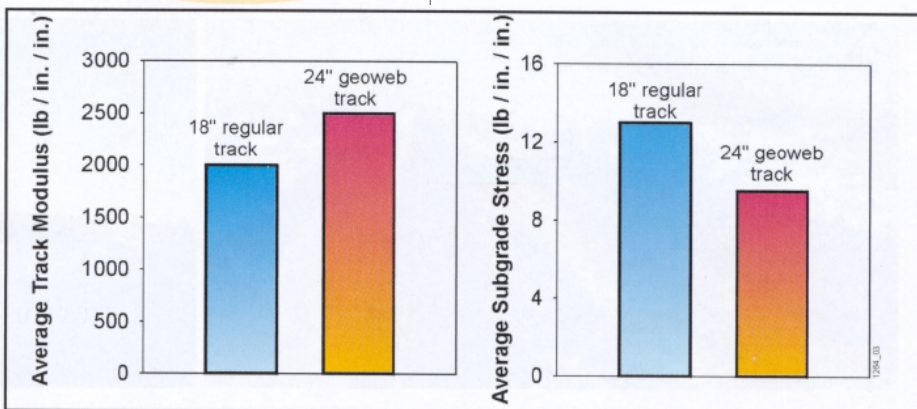 Average Track Modulus (lb / in. / in.)
3000
2500
2000
1500
1000
500
0
18" regular
track
24" geoweb
track
Average Subgrade Stress (lb / in. / in.)
16
12
8
4
0
18" regular
track
24" geoweb
track
1264_03